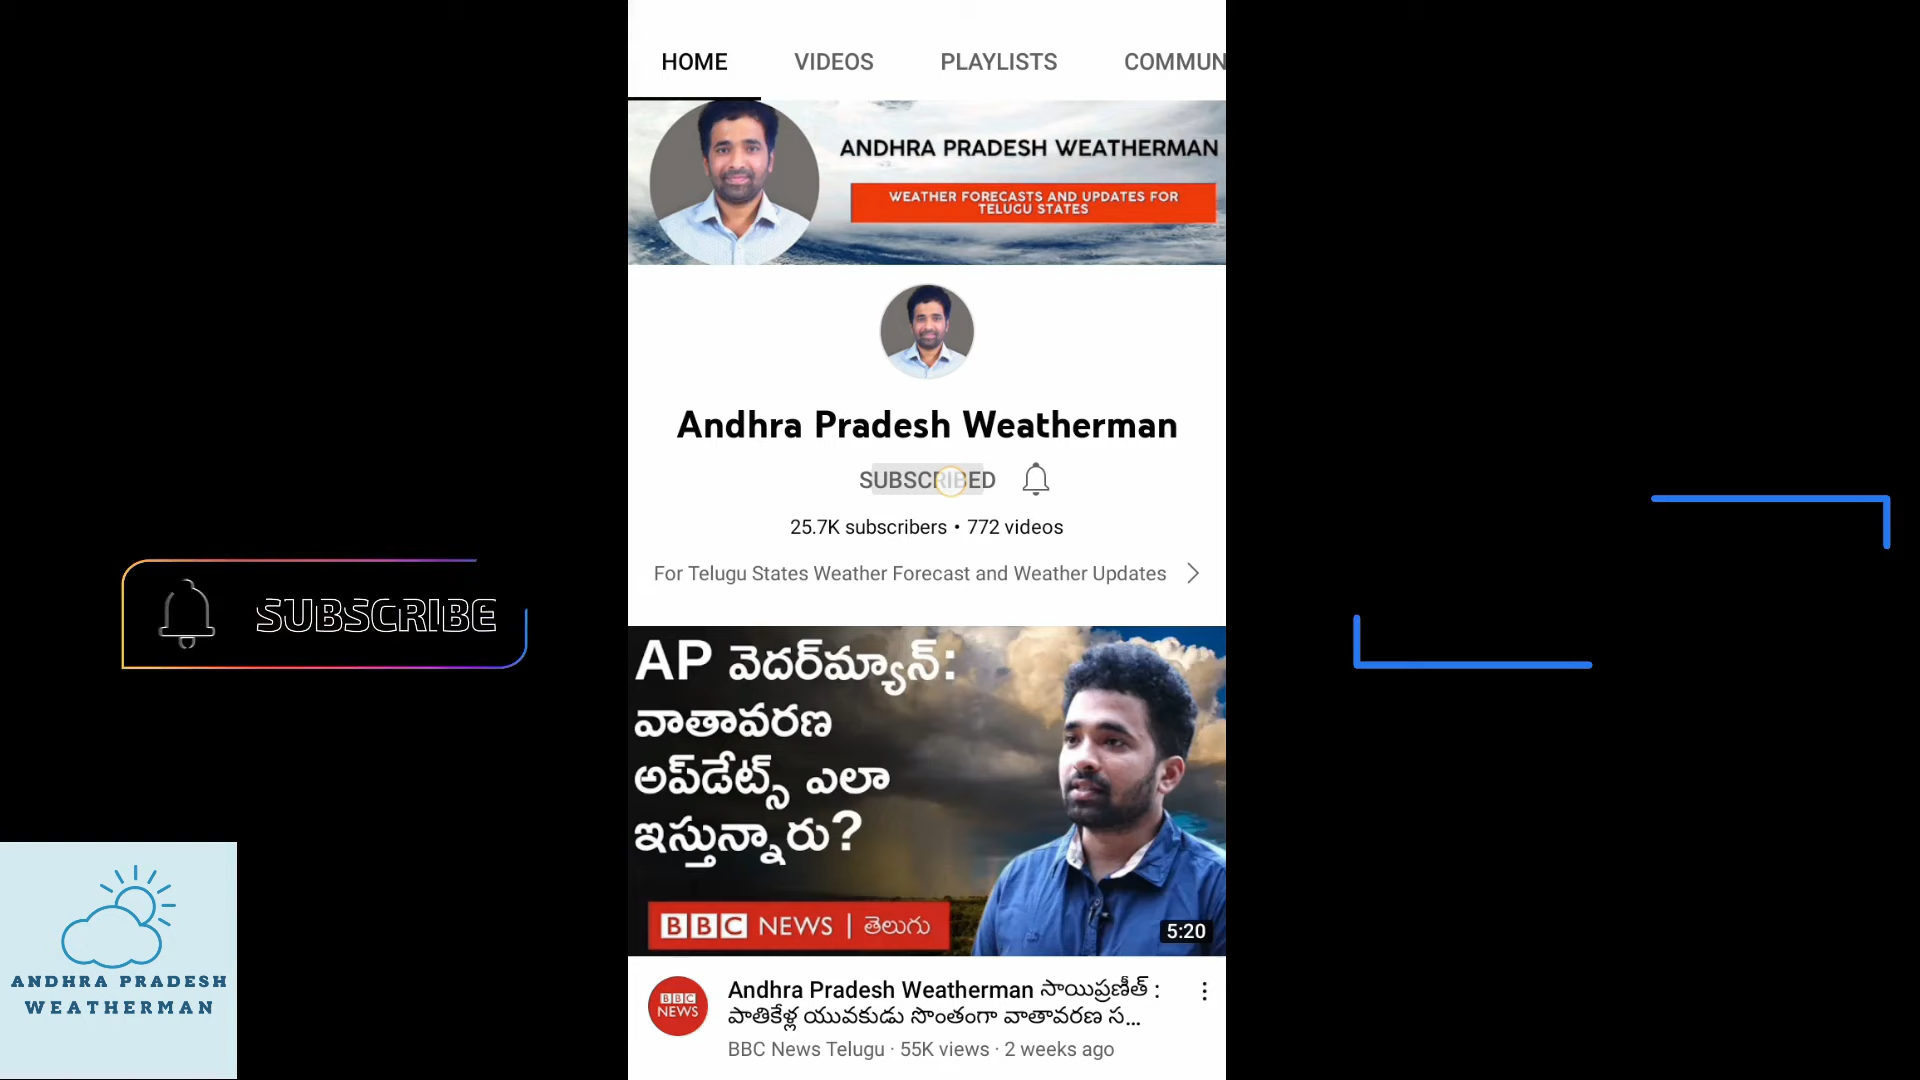 HOME VIDEOS PLAYLISTS COMMUN
ANDHRA PRADESH WEATHERMAN
WEATHER FORECASTS AND UPDATES FOR
TELUGU STATES
Andhra Pradesh Weatherman
SUBSCRIBED
25.7K subscribers • 772 videos
For Telugu States Weather Forecast and Weather Updates
SUBSCRIBE
AP వెదర్‌మ్యాన్:
వాతావరణ
అప్‌డేట్స్ ఎలా
ఇస్తున్నారు?
BBC NEWS | తెలుగు
5:20
BBC
NEWS
Andhra Pradesh Weatherman సాయిప్రణీత్ :
పాతికేళ్ల యువకుడు సొంతంగా వాతావరణ స...
BBC News Telugu · 55K views · 2 weeks ago
ANDHRA PRADESH
WEATHERMAN